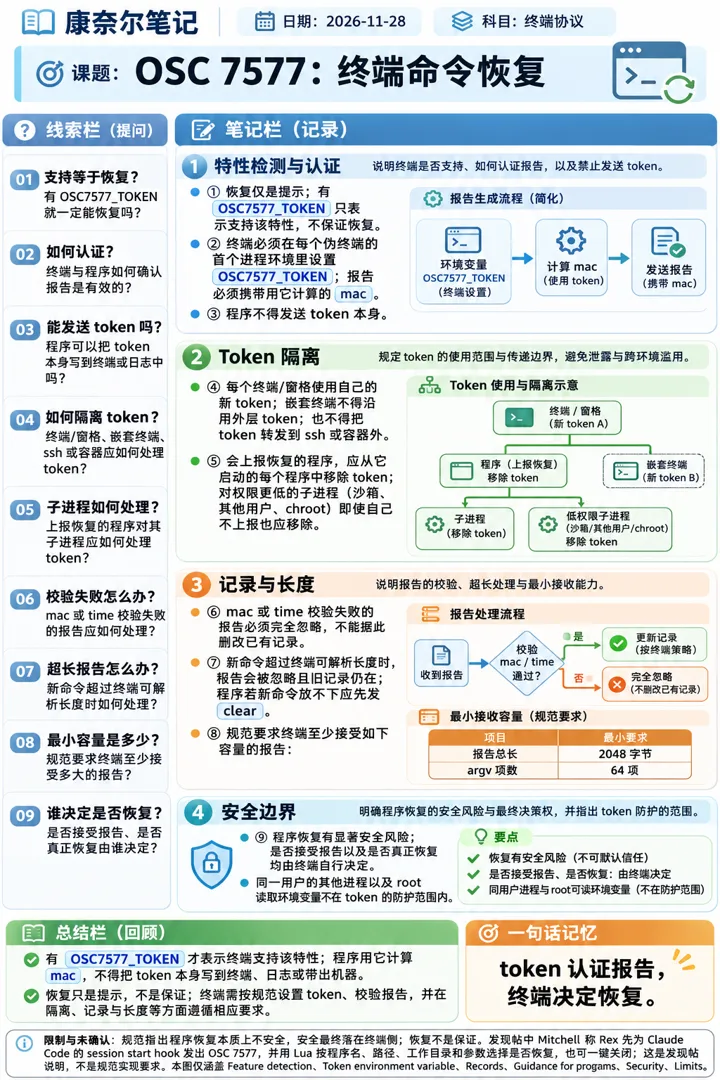 康奈尔笔记
日期：2026-11-28
科目：终端协议
课题：OSC 7577：终端命令恢复
线索栏（提问）
01 支持等于恢复？
有 OSC7577_TOKEN
就一定能恢复吗？
02 如何认证？
终端与程序如何确认
报告是有效的？
03 能发送 token 吗？
程序可以把 token
本身写到终端或日志中
吗？
04 如何隔离 token？
终端/窗格、嵌套终端、
ssh 或容器应如何处理
token？
05 子进程如何处理？
上报恢复的程序对其
子进程应如何处理
token？
06 校验失败怎么办？
mac 或 time 校验失败
的报告应如何处理？
07 超长报告怎么办？
新命令超过终端可解
析长度时如何处理？
08 最小容量是多少？
规范要求终端至少接
受多大的报告？
09 谁决定是否恢复？
是否接受报告、是否
真正恢复由谁决定？
笔记栏（记录）
1 特性检测与认证
说明终端是否支持、如何认证报告，以及禁止发送 token。
① 恢复仅是提示；有
OSC7577_TOKEN 只表
示支持该特性，不保证恢复。
② 终端必须在每个伪终端的
首个进程环境里设置
OSC7577_TOKEN；报告
必须携带用它计算的 mac。
③ 程序不得发送 token 本身。
报告生成流程（简化）
环境变量
OSC7577_TOKEN
（终端设置）
计算 mac
（使用 token）
发送报告
（携带 mac）
2 Token 隔离
规定 token 的使用范围与传递边界，避免泄露与跨环境滥用。
④ 每个终端/窗格使用自己的
新 token；嵌套终端不得沿
用外层 token；也不得把
token 转发到 ssh 或容器外。
⑤ 会上报恢复的程序，应从它
启动的每个程序中移除 token；
对权限更低的子进程（沙箱、
其他用户、chroot）即使自己
不上报也应移除。
Token 使用与隔离示意
终端 / 窗格
（新 token A）
程序（上报恢复）
移除 token
嵌套终端
（新 token B）
子进程
（移除 token）
低权限子进程
（沙箱/其他用户/chroot）
移除 token
3 记录与长度
说明报告的校验、超长处理与最小接收能力。
⑥ mac 或 time 校验失败的
报告必须完全忽略，不能据此
删改已有记录。
⑦ 新命令超过终端可解析长度时，
报告会被忽略且旧记录仍在；
程序若新命令放不下应先发
clear。
⑧ 规范要求终端至少接受如下
容量的报告：
报告处理流程
收到报告
校验
mac / time
通过？
是
更新记录
（按终端策略）
否
完全忽略
（不删改已有记录）
最小接收容量（规范要求）
项目 最小要求
报告总长 2048 字节
argv 项数 64 项
4 安全边界
明确程序恢复的安全风险与最终决策权，并指出 token 防护的范围。
⑨ 程序恢复有显著安全风险；
是否接受报告以及是否真正恢复
均由终端自行决定。
同一用户的其他进程以及 root
读取环境变量不在 token 的防护范围内。
要点
恢复有安全风险（不可默认信任）
是否接受报告、是否恢复：由终端决定
同用户进程与root可读环境变量（不在防护范围）
总结栏（回顾）
有 OSC7577_TOKEN 才表示终端支持该特性；程序用它计算
mac，不得把 token 本身写到终端、日志或带出机器。
恢复只是提示，不是保证；终端需按规范设置 token、校验报告，并在
隔离、记录与长度等方面遵循相应要求。
一句话记忆
token 认证报告，
终端决定恢复。
限制与未确认：规范指出程序恢复本质上不安全，安全最终落在终端侧；恢复不是保证。发现帖中 Mitchell 称 Rex 先为 Claude
Code 的 session start hook 发出 OSC 7577，并用 Lua 按程序名、路径、工作目录和参数选择是否恢复，也可一键关闭；这是发现帖
说明，不是规范实现要求。本图仅涵盖 Feature detection、Token environment variable、Records、Guidance for progams、Security、Limits。